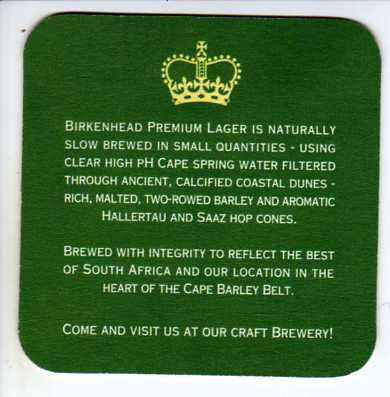 BIRKENHEAD PREMIUM LAGER IS NATURALLY
SLOW BREWED IN SMALL QUANTITIES - USING
CLEAR HIGH PH CAPE SPRING WATER FILTERED
THROUGH ANCIENT, CALCIFIED COASTAL DUNES -
RICH, MALTED, TWO-ROWED BARLEY AND AROMATIC
HALLERTAU AND SAAZ HOP CONES.
BREWED WITH INTEGRITY TO REFLECT THE BEST
OF SOUTH AFRICA AND OUR LOCATION IN THE
HEART OF THE CAPE BARLEY BELT.
COME AND VISIT US AT OUR CRAFT BREWERY!